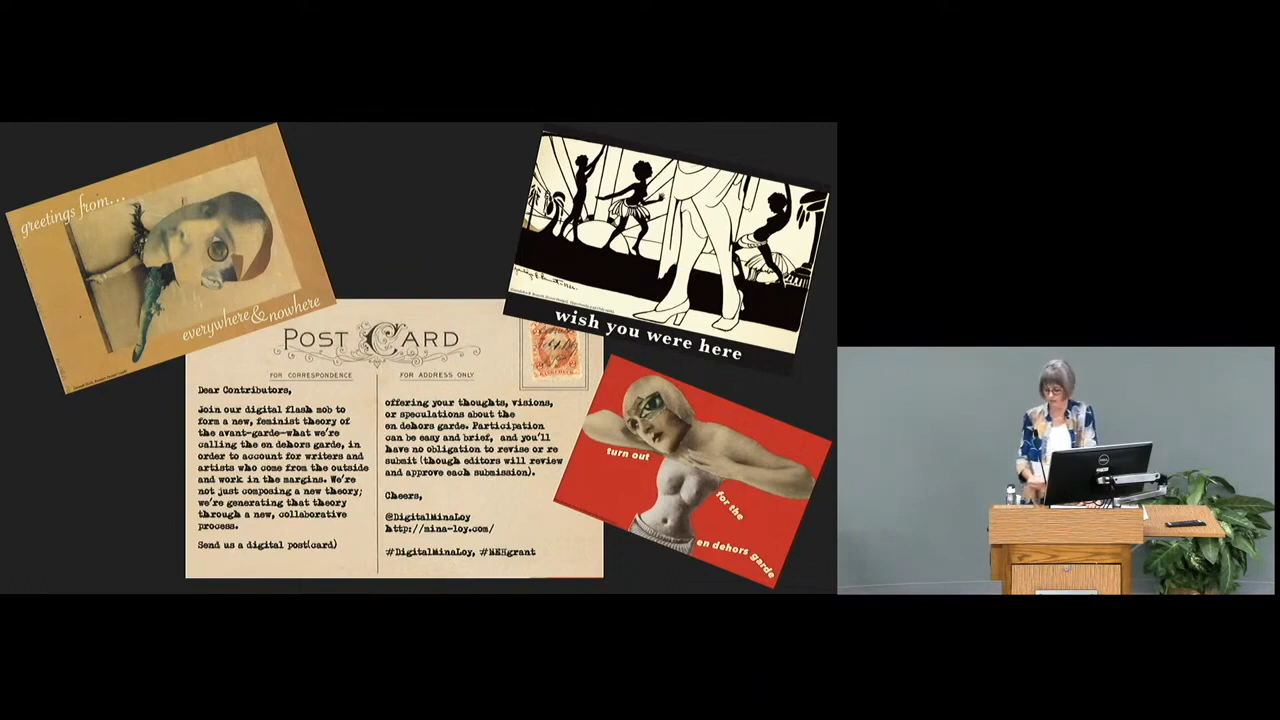 greetings from...
everywhere & nowhere
wish you were here
POST CARD
FOR CORRESPONDENCE
FOR ADDRESS ONLY
Dear Contributors,
Join our digital flash mob to
form a new, feminist theory of
the avant-garde—what we're
calling the en dehors garde, in
order to account for writers and
artists who come from the outside
and work in the margins. We're
not just composing a new theory;
we're generating that theory
through a new, collaborative
process.
Send us a digital post(card)
offering your thoughts, visions,
or speculations about the
en dehors garde. Participation
can be easy and brief, and you'll
have no obligation to revise or re
submit (though editors will review
and approve each submission).
Cheers,
@DigitalMinaLoy
http://mina-loy.com/
#DigitalMinaLoy, #NEHgrant
turn out
for the
en dehors garde
DELL